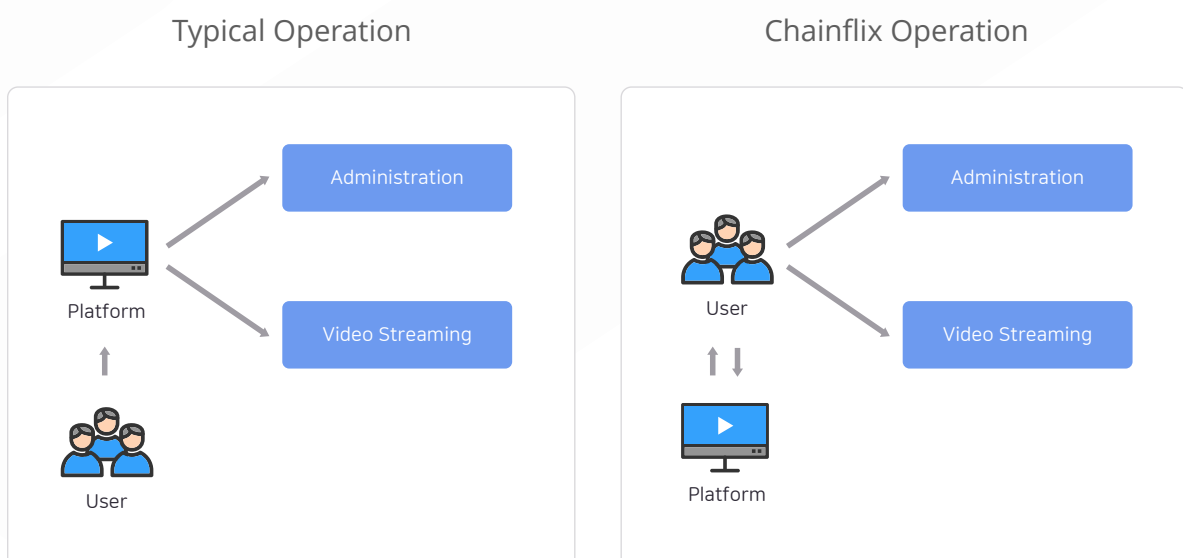 Typical Operation
Administration
Platform
Video Streaming
User
Chainflix Operation
Administration
User
Video Streaming
Platform